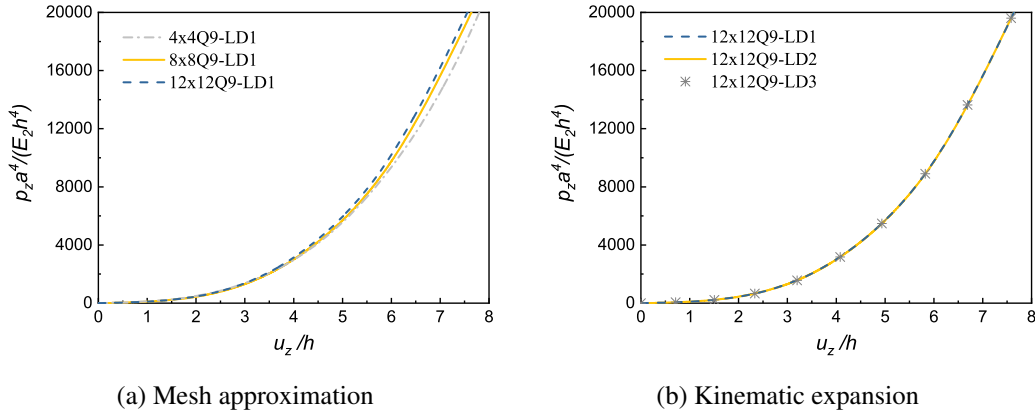 20000
16000
12000
8000
4000
0
0 1 2 3 4 5 6 7 8
p_z a^4/(E_2h^4)
u_z /h
4x4Q9-LD1
8x8Q9-LD1
12x12Q9-LD1
(a) Mesh approximation
20000
16000
12000
8000
4000
0
0 1 2 3 4 5 6 7 8
p_z a^4/(E_2h^4)
u_z /h
12x12Q9-LD1
12x12Q9-LD2
12x12Q9-LD3
(b) Kinematic expansion